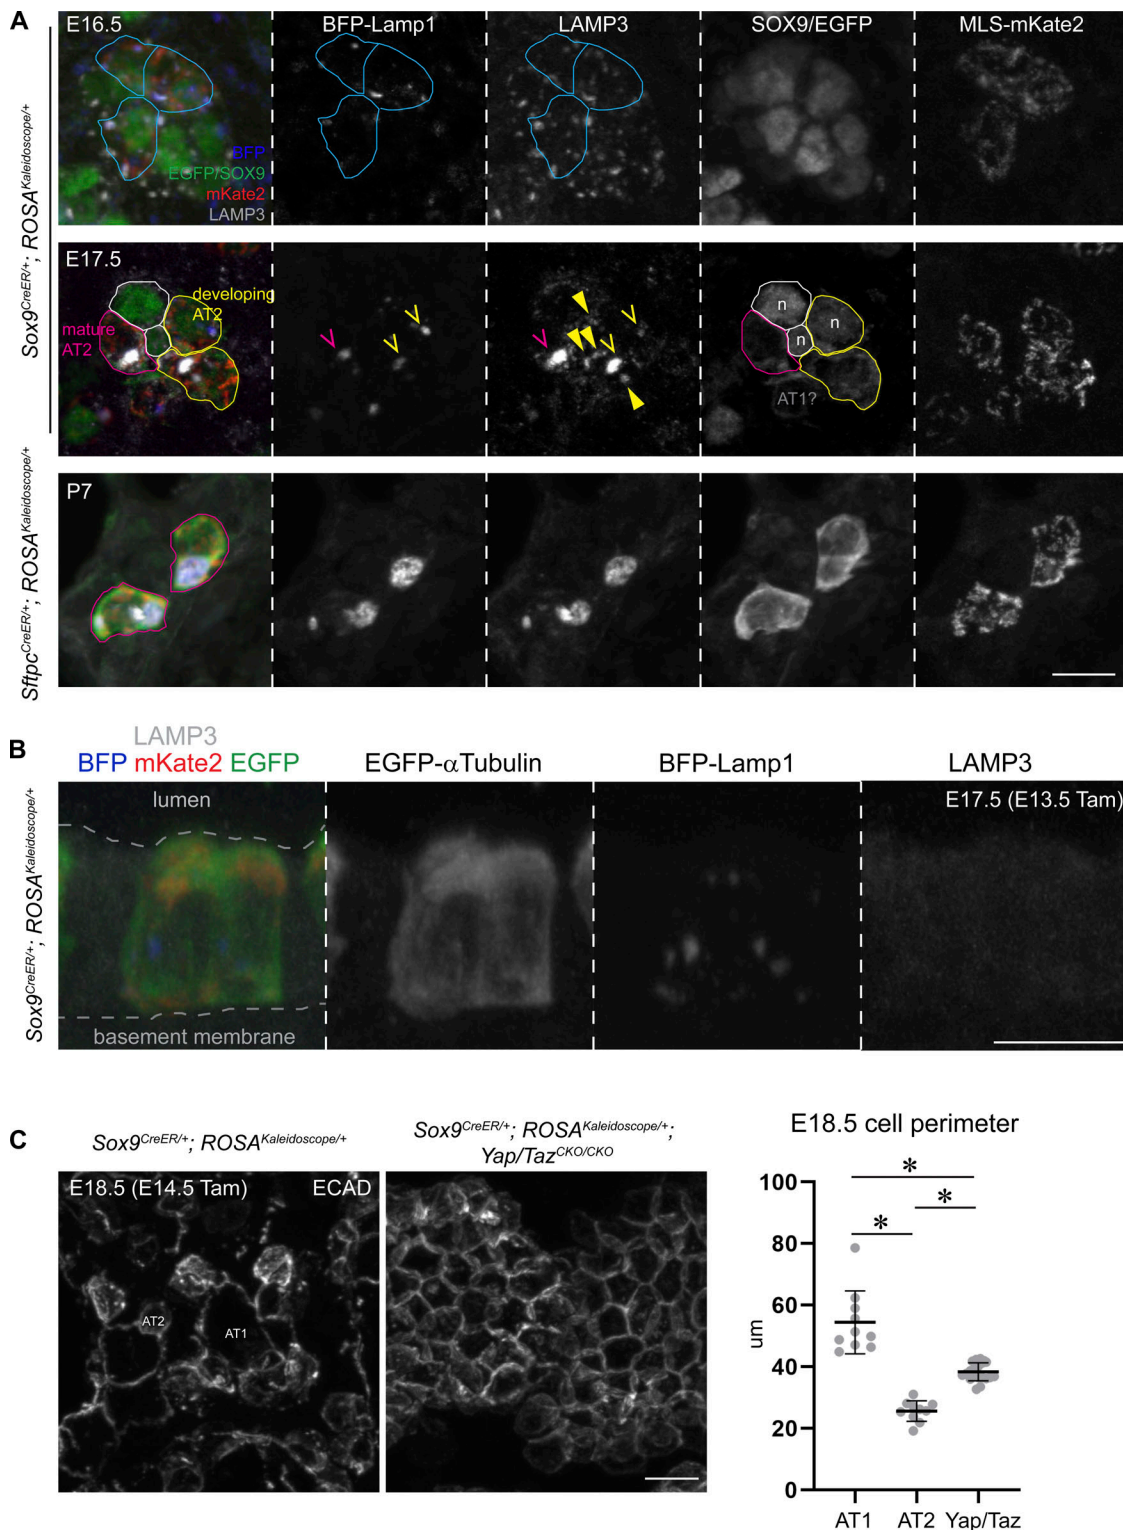 A
Sox9CreER/+; ROSAKaleidoscope/+
E16.5
BFP-Lamp1
LAMP3
SOX9/EGFP
MLS-mKate2
BFP
EGFP/SOX9
mKate2
LAMP3
E17.5
developing
AT2
mature
AT2
n
n
n
AT1?
SftpcCreER/+; ROSAKaleidoscope/+
P7
B
LAMP3
BFP mKate2 EGFP
EGFP-αTubulin
BFP-Lamp1
LAMP3
Sox9CreER/+; ROSAKaleidoscope/+
lumen
basement membrane
E17.5 (E13.5 Tam)
C
Sox9CreER/+; ROSAKaleidoscope/+
Sox9CreER/+; ROSAKaleidoscope/+;
Yap/TazCKO/CKO
E18.5 (E14.5 Tam)
ECAD
AT2
AT1
E18.5 cell perimeter
um
100
80
60
40
20
0
*
*
*
AT1
AT2
Yap/Taz